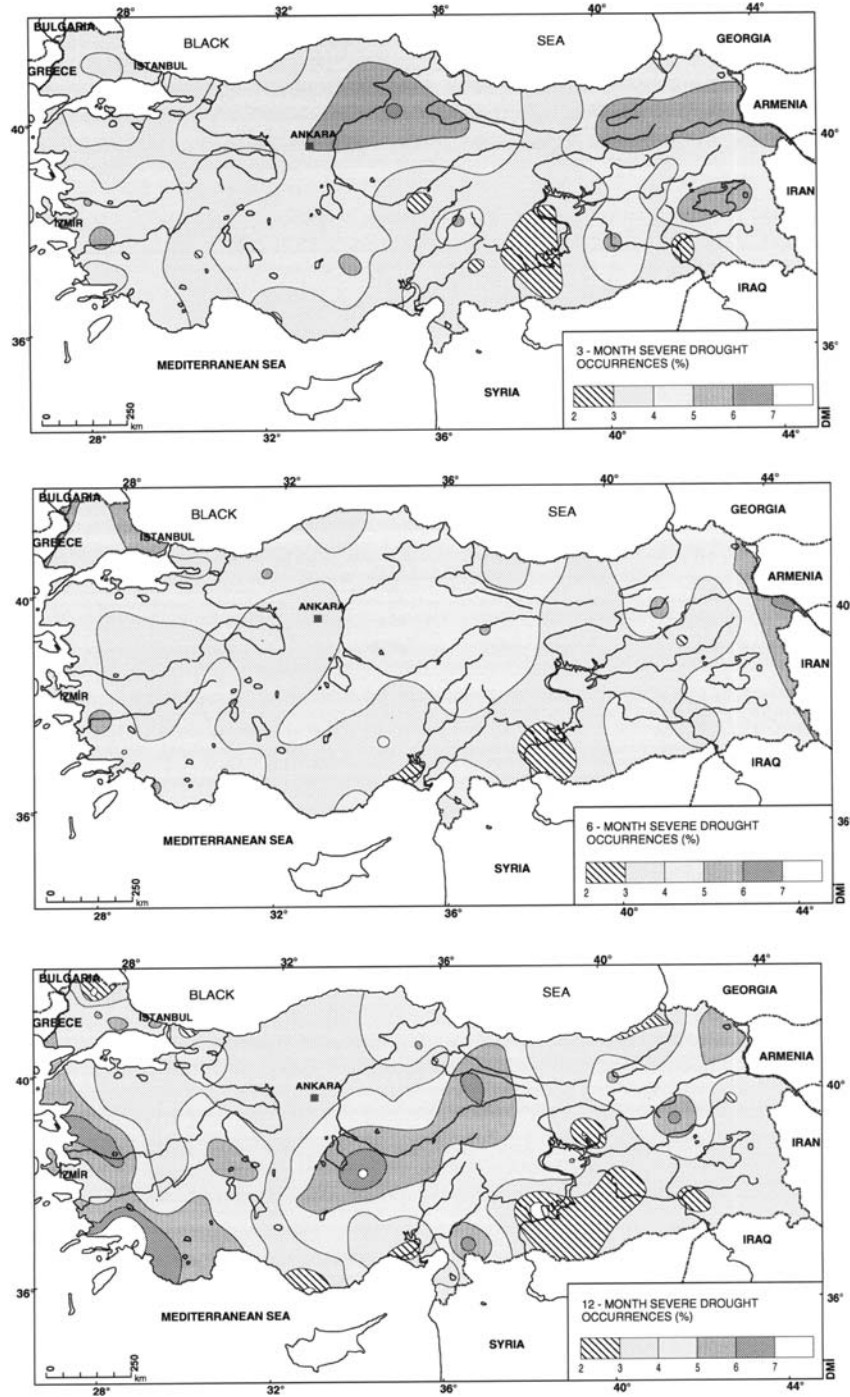 36° 40° 44°
BULGARIA BLACK SEA GEORGIA
GREECE İSTANBUL
ARMENIA
40° ANKARA 40°
IRAN
İZMİR
IRAQ
36° 36°
MEDITERRANEAN SEA
SYRIA
3 - MONTH SEVERE DROUGHT
OCCURRENCES (%)
2 3 4 5 6 7
0 250
km
DMİ
28° 32° 36° 40° 44°
28° 32° 36° 40° 44°
BULGARIA BLACK SEA GEORGIA
GREECE İSTANBUL
ARMENIA
40° ANKARA 40°
IRAN
İZMİR
IRAQ
36° 36°
MEDITERRANEAN SEA
SYRIA
6 - MONTH SEVERE DROUGHT
OCCURRENCES (%)
2 3 4 5 6 7
0 250
km
DMİ
28° 32° 36° 40° 44°
28° 32° 36° 40° 44°
BULGARIA BLACK SEA GEORGIA
GREECE İSTANBUL
ARMENIA
40° ANKARA 40°
IRAN
İZMİR
IRAQ
36° 36°
MEDITERRANEAN SEA
SYRIA
12 - MONTH SEVERE DROUGHT
OCCURRENCES (%)
2 3 4 5 6 7
0 250
km
DMİ
28° 32° 36° 40° 44°